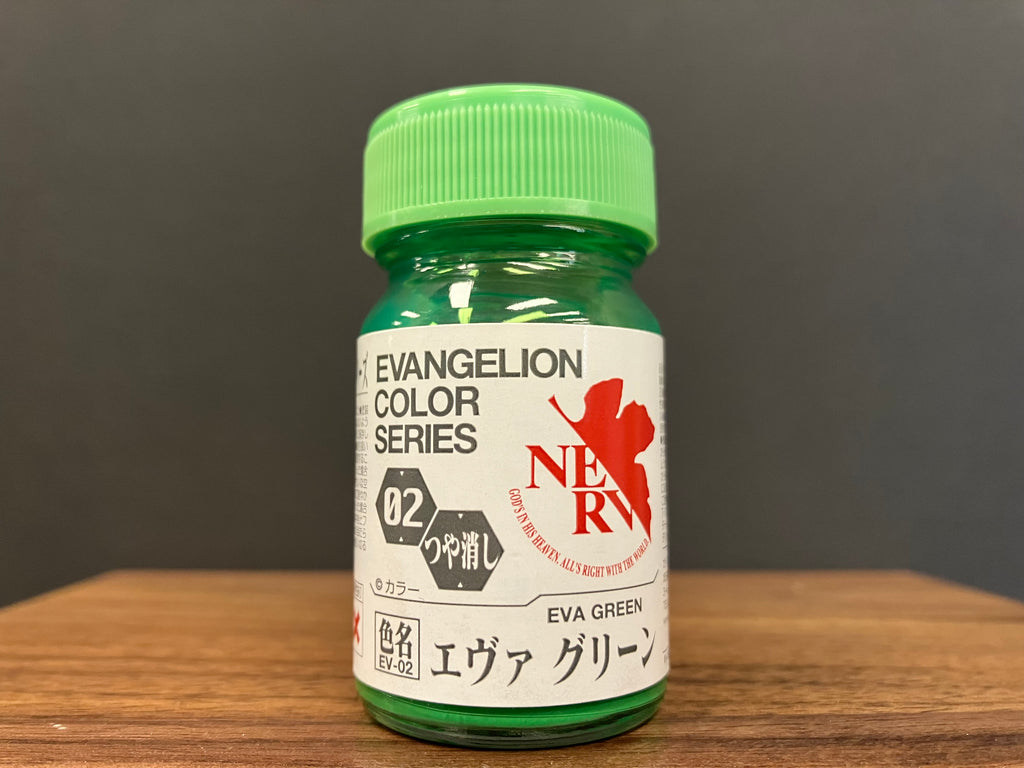 EVANGELION
COLOR
SERIES
02
つや消し
NERV
GOD'S IN HIS HEAVEN, ALL'S RIGHT WITH THE WORLD.
©カラー
EVA GREEN
色名
EV-02
エヴァ グリーン